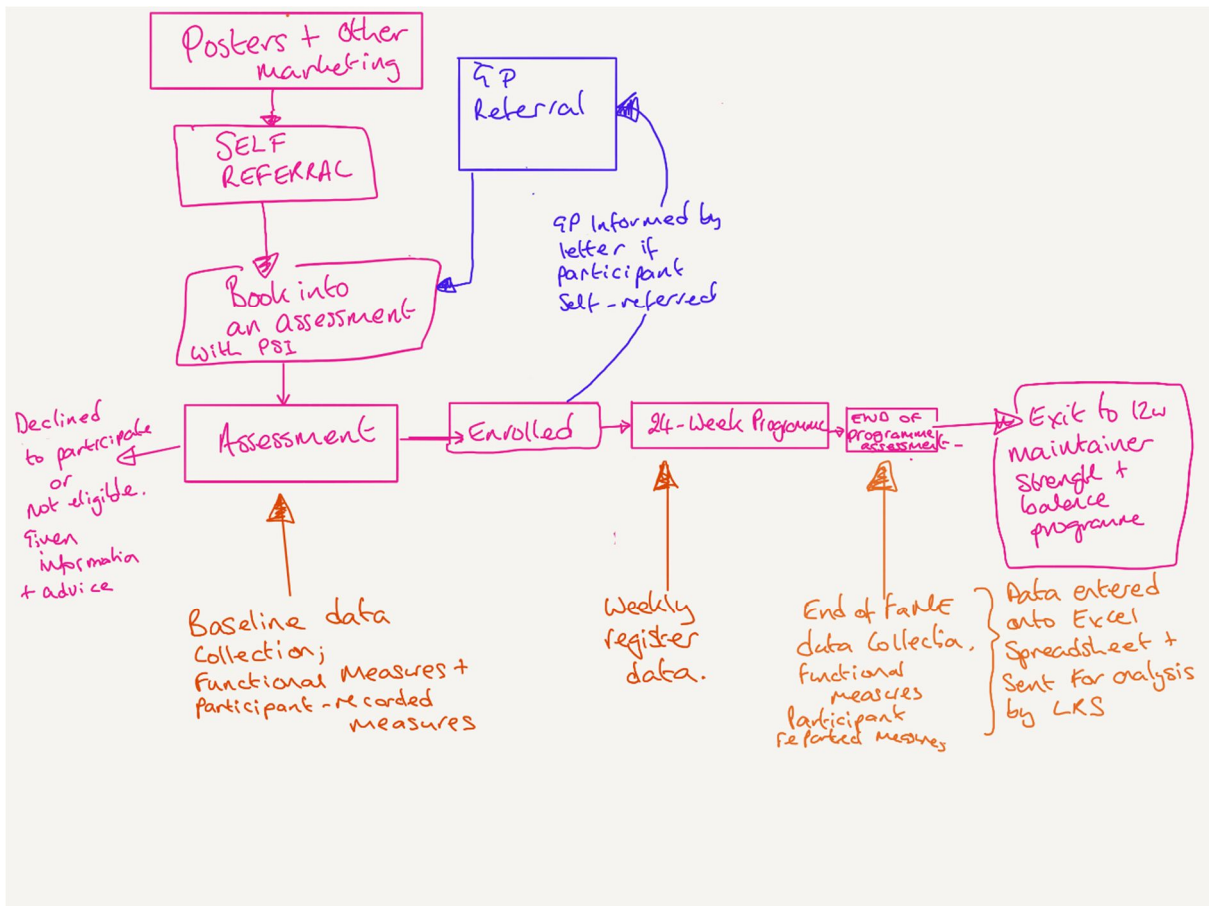 Posters + other
marketing
SELF
REFERRAL
GP
Referral
GP Informed by
letter if
participant
Self-referred
Book into
an assessment
with PSI
Declined
to participate
or
not eligible.
Given
information
+ advice
Assessment
Enrolled
24-Week Programme
END OF
programme
assessment
Exit to 12w
maintainer
strength +
balance
programme
Baseline data
Collection;
Functional Measures +
Participant-recorded
measures
Weekly
register
data.
End of FaME
data Collection,
functional
measures
Participant
reported measures
Data entered
onto Excel
Spreadsheet +
Sent for analysis
by LKS